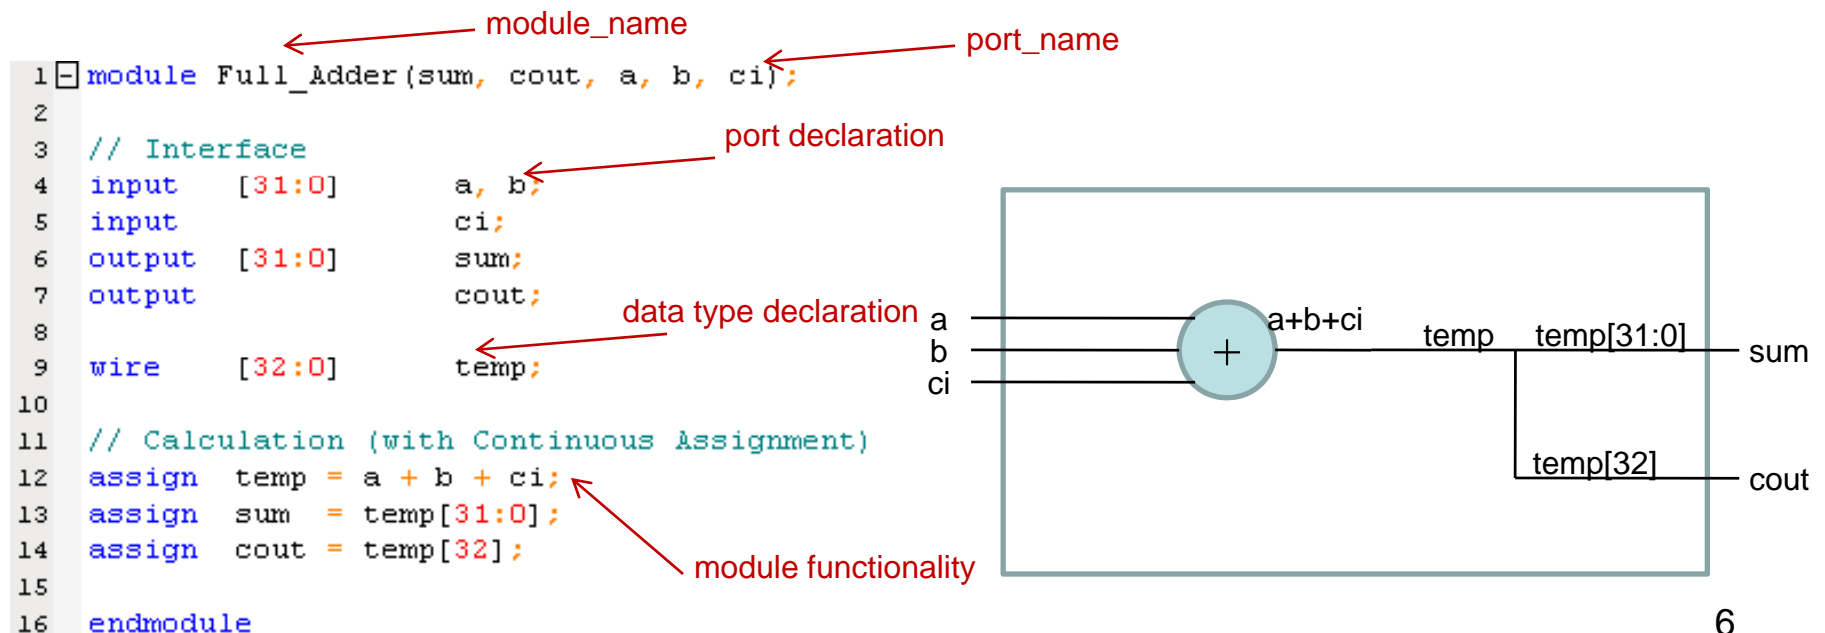 module_name
port_name
1 module Full_Adder(sum, cout, a, b, ci);
2
3 // Interface
port declaration
4 input [31:0] a, b;
5 input ci;
6 output [31:0] sum;
7 output cout;
data type declaration
8
9 wire [32:0] temp;
10
11 // Calculation (with Continuous Assignment)
12 assign temp = a + b + ci;
13 assign sum = temp[31:0];
14 assign cout = temp[32];
module functionality
15
16 endmodule
a
b
ci
+
a+b+ci
temp
temp[31:0]
sum
temp[32]
cout
6